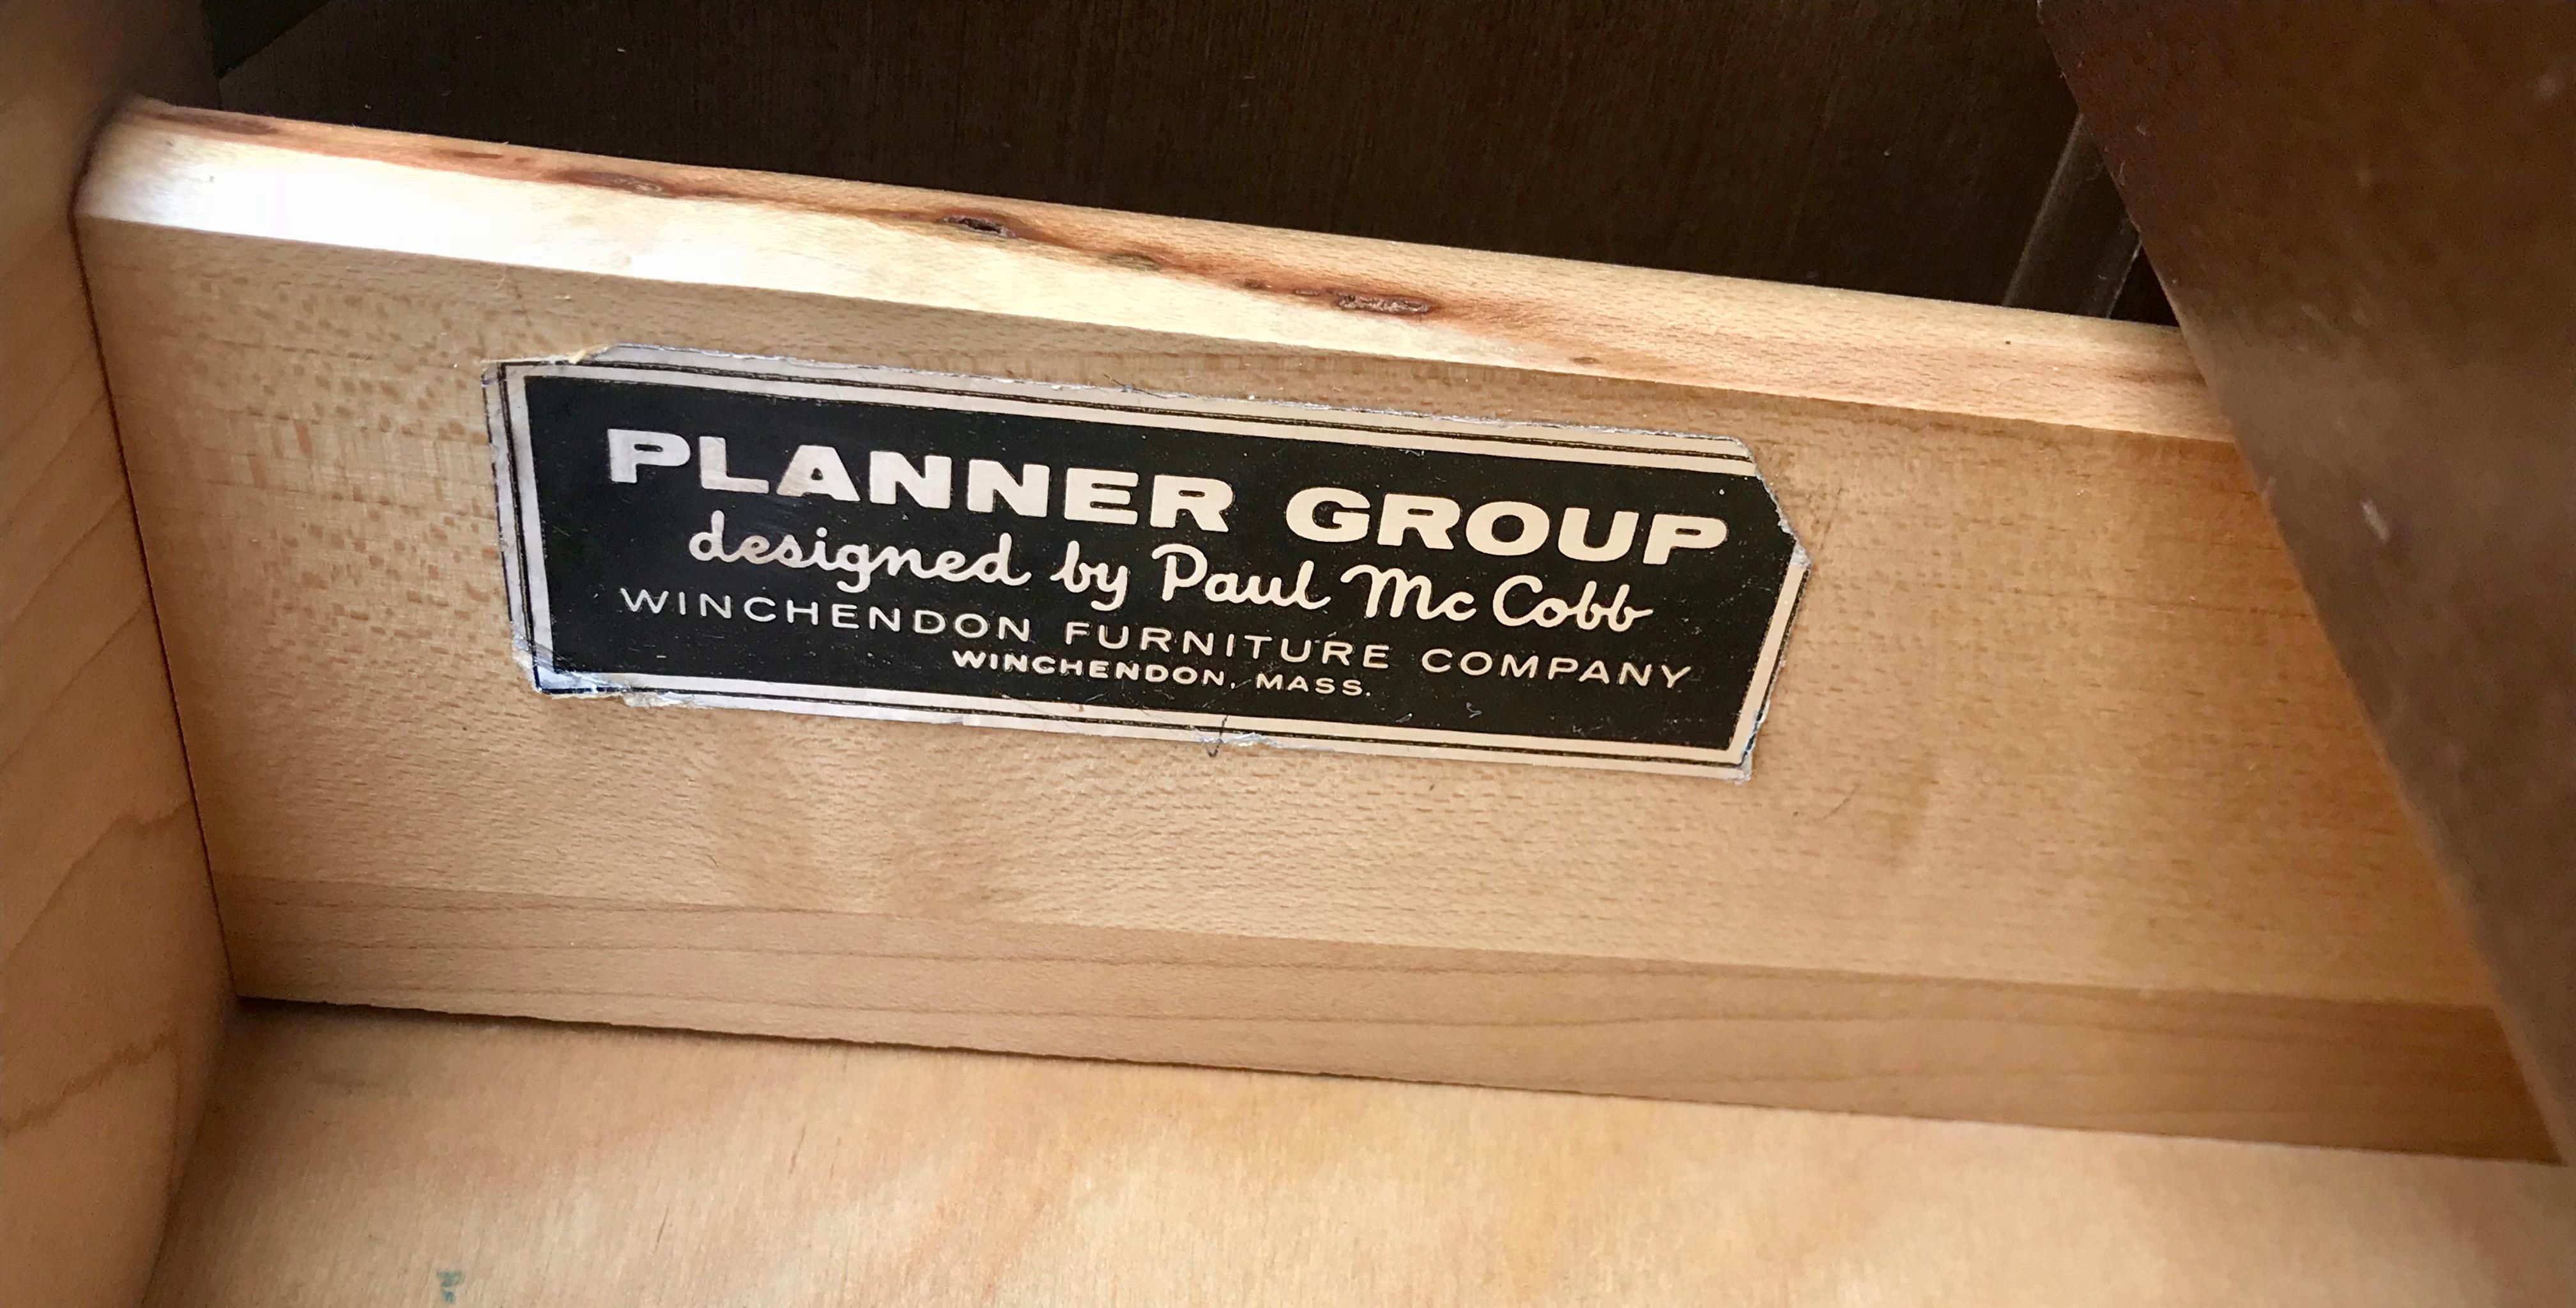 PLANNER GROUP
designed by Paul McCobb
WINCHENDON FURNITURE COMPANY
WINCHENDON, MASS.